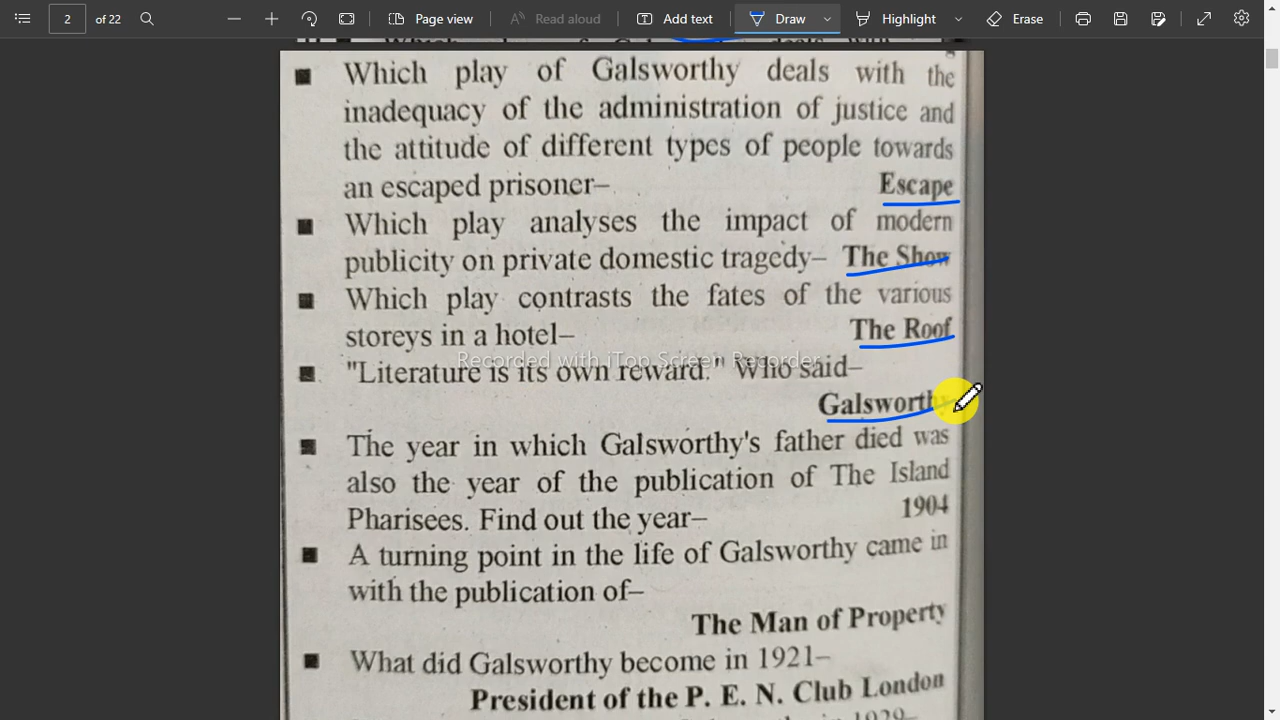 2 of 22 Page view Read aloud Add text Draw Highlight Erase
Which play of Galsworthy deals with the
inadequacy of the administration of justice and
the attitude of different types of people towards
an escaped prisoner– Escape
Which play analyses the impact of modern
publicity on private domestic tragedy– The Show
Which play contrasts the fates of the various
storeys in a hotel– The Roof
Recorded with iTop Screen Recorder
"Literature is its own reward." Who said–
Galsworthy
The year in which Galsworthy's father died was
also the year of the publication of The Island
Pharisees. Find out the year– 1904
A turning point in the life of Galsworthy came in
with the publication of–
The Man of Property
What did Galsworthy become in 1921–
President of the P. E. N. Club London